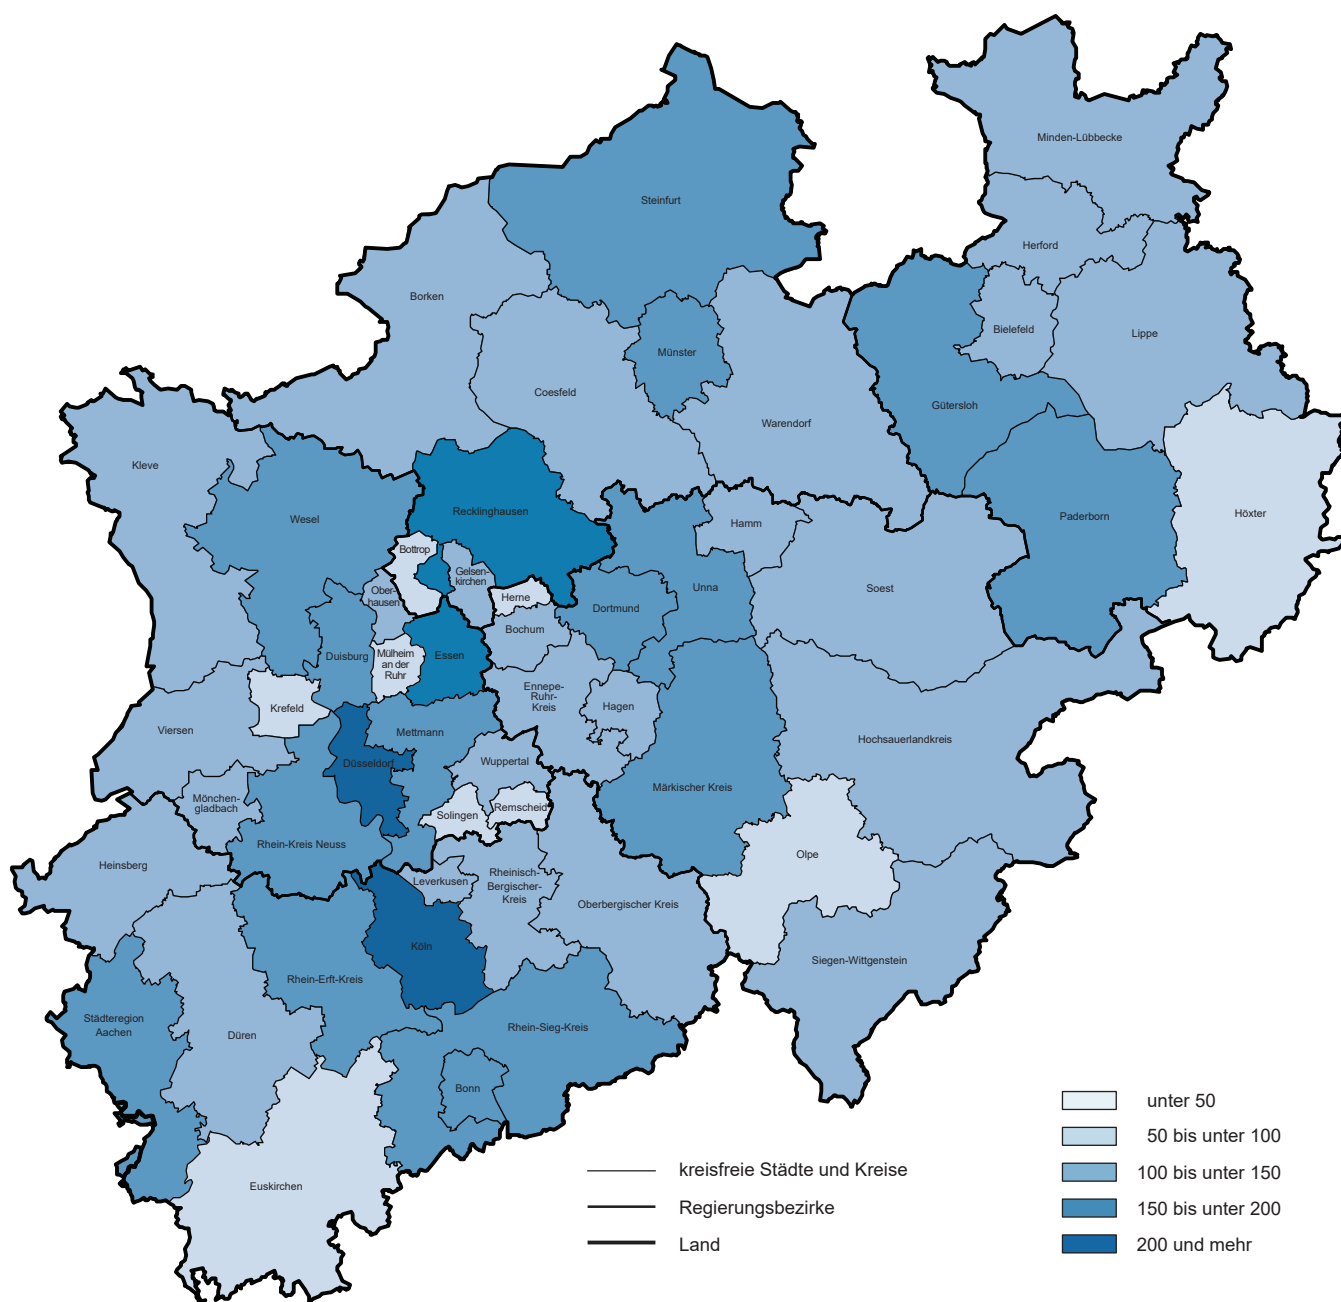 Minden-Lübbecke
Steinfurt
Herford
Borken
Bielefeld
Lippe
Münster
Coesfeld
Gütersloh
Warendorf
Kleve
Recklinghausen
Wesel
Hamm
Paderborn
Höxter
Bottrop
Gelsen-
kirchen
Unna
Soest
Ober-
hausen
Herne
Dortmund
Bochum
Duisburg
Mülheim
an der
Ruhr
Essen
Ennepe-
Ruhr-
Kreis
Hagen
Krefeld
Viersen
Mettmann
Hochsauerlandkreis
Düsseldorf
Wuppertal
Märkischer Kreis
Mönchen-
gladbach
Solingen
Remscheid
Rhein-Kreis Neuss
Olpe
Heinsberg
Leverkusen
Rheinisch-
Bergischer-
Kreis
Oberbergischer Kreis
Köln
Siegen-Wittgenstein
Rhein-Erft-Kreis
Städteregion
Aachen
Rhein-Sieg-Kreis
Düren
Bonn
Euskirchen
kreisfreie Städte und Kreise
Regierungsbezirke
Land
unter 50
50 bis unter 100
100 bis unter 150
150 bis unter 200
200 und mehr